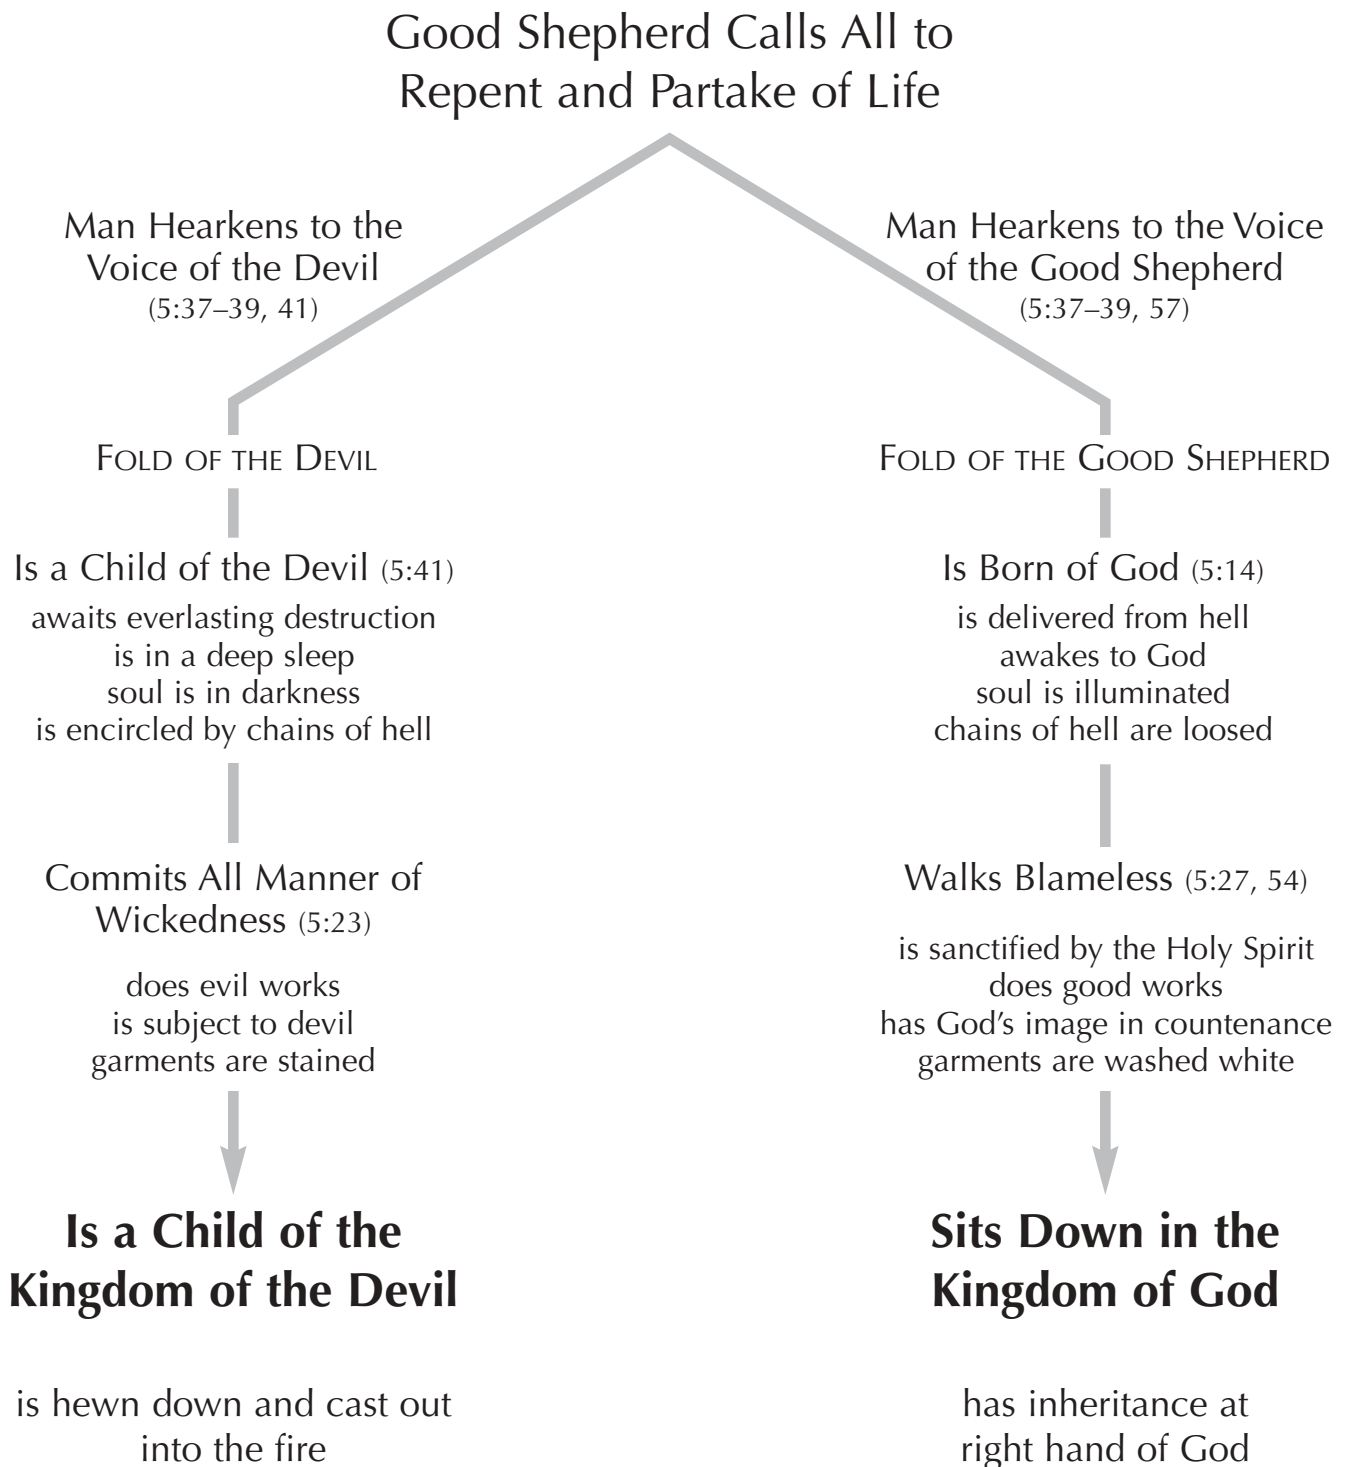 Good Shepherd Calls All to
Repent and Partake of Life
Man Hearkens to the
Voice of the Devil
(5:37–39, 41)
Man Hearkens to the Voice
of the Good Shepherd
(5:37–39, 57)
FOLD OF THE DEVIL
Is a Child of the Devil (5:41)
awaits everlasting destruction
is in a deep sleep
soul is in darkness
is encircled by chains of hell
Commits All Manner of
Wickedness (5:23)
does evil works
is subject to devil
garments are stained
Is a Child of the
Kingdom of the Devil
is hewn down and cast out
into the fire
FOLD OF THE GOOD SHEPHERD
Is Born of God (5:14)
is delivered from hell
awakes to God
soul is illuminated
chains of hell are loosed
Walks Blameless (5:27, 54)
is sanctified by the Holy Spirit
does good works
has God’s image in countenance
garments are washed white
Sits Down in the
Kingdom of God
has inheritance at
right hand of God